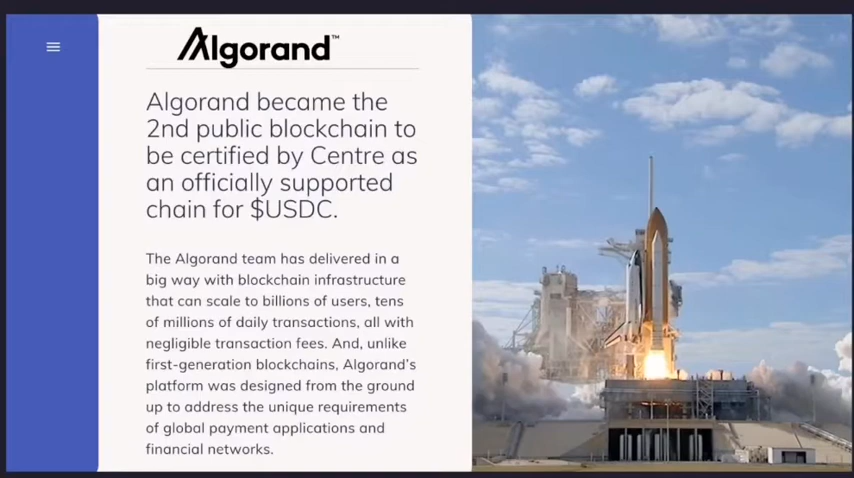 Algorand™
Algorand became the
2nd public blockchain to
be certified by Centre as
an officially supported
chain for $USDC.
The Algorand team has delivered in a
big way with blockchain infrastructure
that can scale to billions of users, tens
of millions of daily transactions, all with
negligible transaction fees. And, unlike
first-generation blockchains, Algorand's
platform was designed from the ground
up to address the unique requirements
of global payment applications and
financial networks.